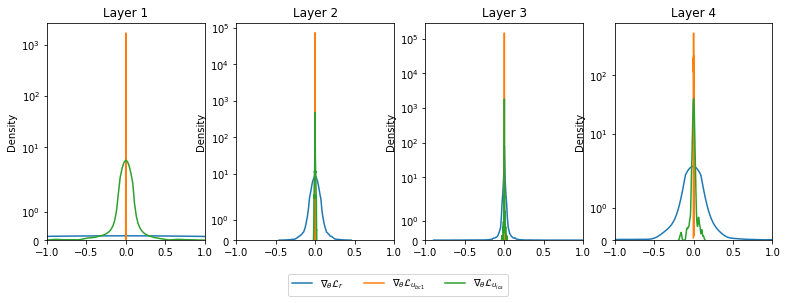 Layer 1 Layer 2 Layer 3 Layer 4
Density Density Density Density
10³ 10² 10¹ 10⁰ 0
10⁵ 10⁴ 10³ 10² 10¹ 10⁰ 0
10⁵ 10⁴ 10³ 10² 10¹ 10⁰ 0
10² 10¹ 10⁰ 0
−1.0 −0.5 0.0 0.5 1.0 −1.0 −0.5 0.0 0.5 1.0 −1.0 −0.5 0.0 0.5 1.0 −1.0 −0.5 0.0 0.5 1.0
∇θℒr ∇θℒu_bc1 ∇θℒu_ics